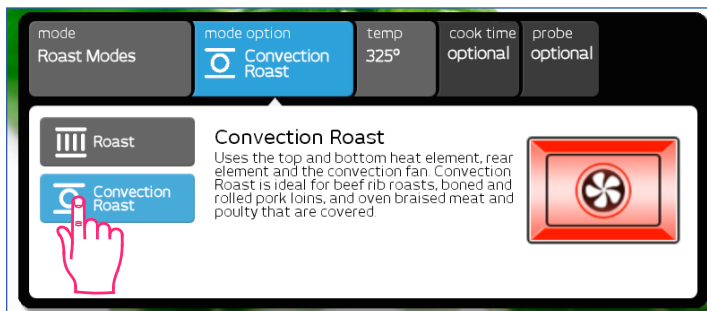 mode
Roast Modes
mode option
Convection
Roast
temp
325°
cook time
optional
probe
optional
Roast
Convection
Roast
Convection Roast
Uses the top and bottom heat element, rear
element and the convection fan. Convection
Roast is ideal for beef rib roasts, boned and
rolled pork loins, and oven braised meat and
poulty that are covered.